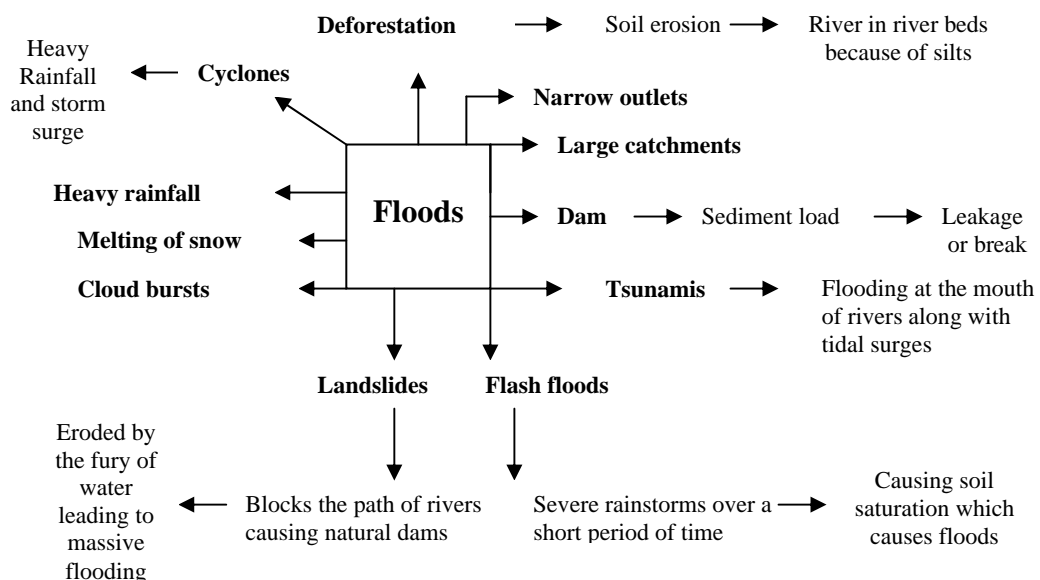 Deforestation
Soil erosion
River in river beds
because of silts
Heavy
Rainfall
and storm
surge
Cyclones
Narrow outlets
Large catchments
Heavy rainfall
Floods
Dam
Sediment load
Leakage
or break
Melting of snow
Cloud bursts
Tsunamis
Flooding at the mouth
of rivers along with
tidal surges
Landslides
Flash floods
Eroded by
the fury of
water
leading to
massive
flooding
Blocks the path of rivers
causing natural dams
Severe rainstorms over a
short period of time
Causing soil
saturation which
causes floods